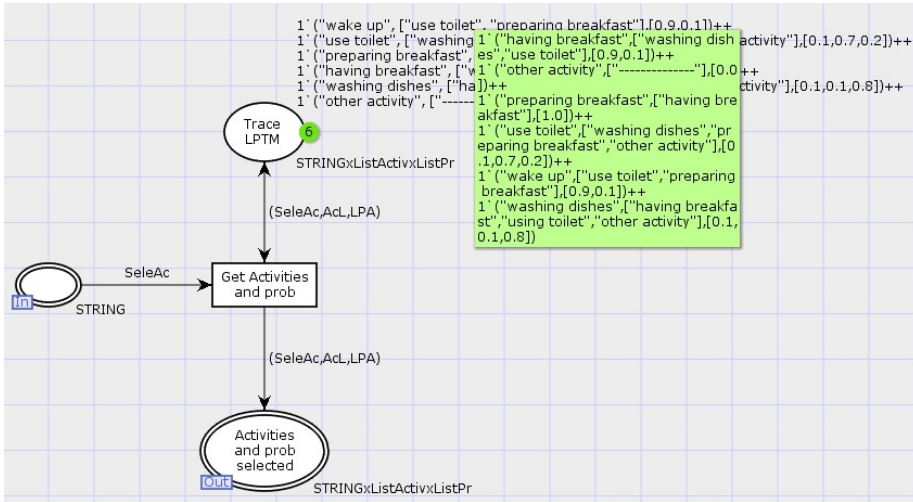 1`("wake up", ["use toilet", "preparing breakfast"],[0.9,0.1])++
1`("use toilet", ["washing activity"],[0.1,0.7,0.2])++
1`("preparing breakfast",
1`("having breakfast", ["w ++
1`("washing dishes", ["ha ctivity"],[0.1,0.1,0.8])++
1`("other activity", ["------
1`("having breakfast",["washing dish
es","use toilet"],[0.9,0.1])++
1`("other activity",["--------------"],[0.0
])++
1`("preparing breakfast",["having bre
akfast"],[1.0])++
1`("use toilet",["washing dishes","pr
eparing breakfast","other activity"],[0
.1,0.7,0.2])++
1`("wake up",["use toilet","preparing
breakfast"],[0.9,0.1])++
1`("washing dishes",["having breakfa
st","using toilet","other activity"],[0.1,
0.1,0.8])
Trace
LPTM
6
STRINGxListActivxListPr
(SeleAc,AcL,LPA)
SeleAc
In
STRING
Get Activities
and prob
(SeleAc,AcL,LPA)
Activities
and prob
selected
Out
STRINGxListActivxListPr